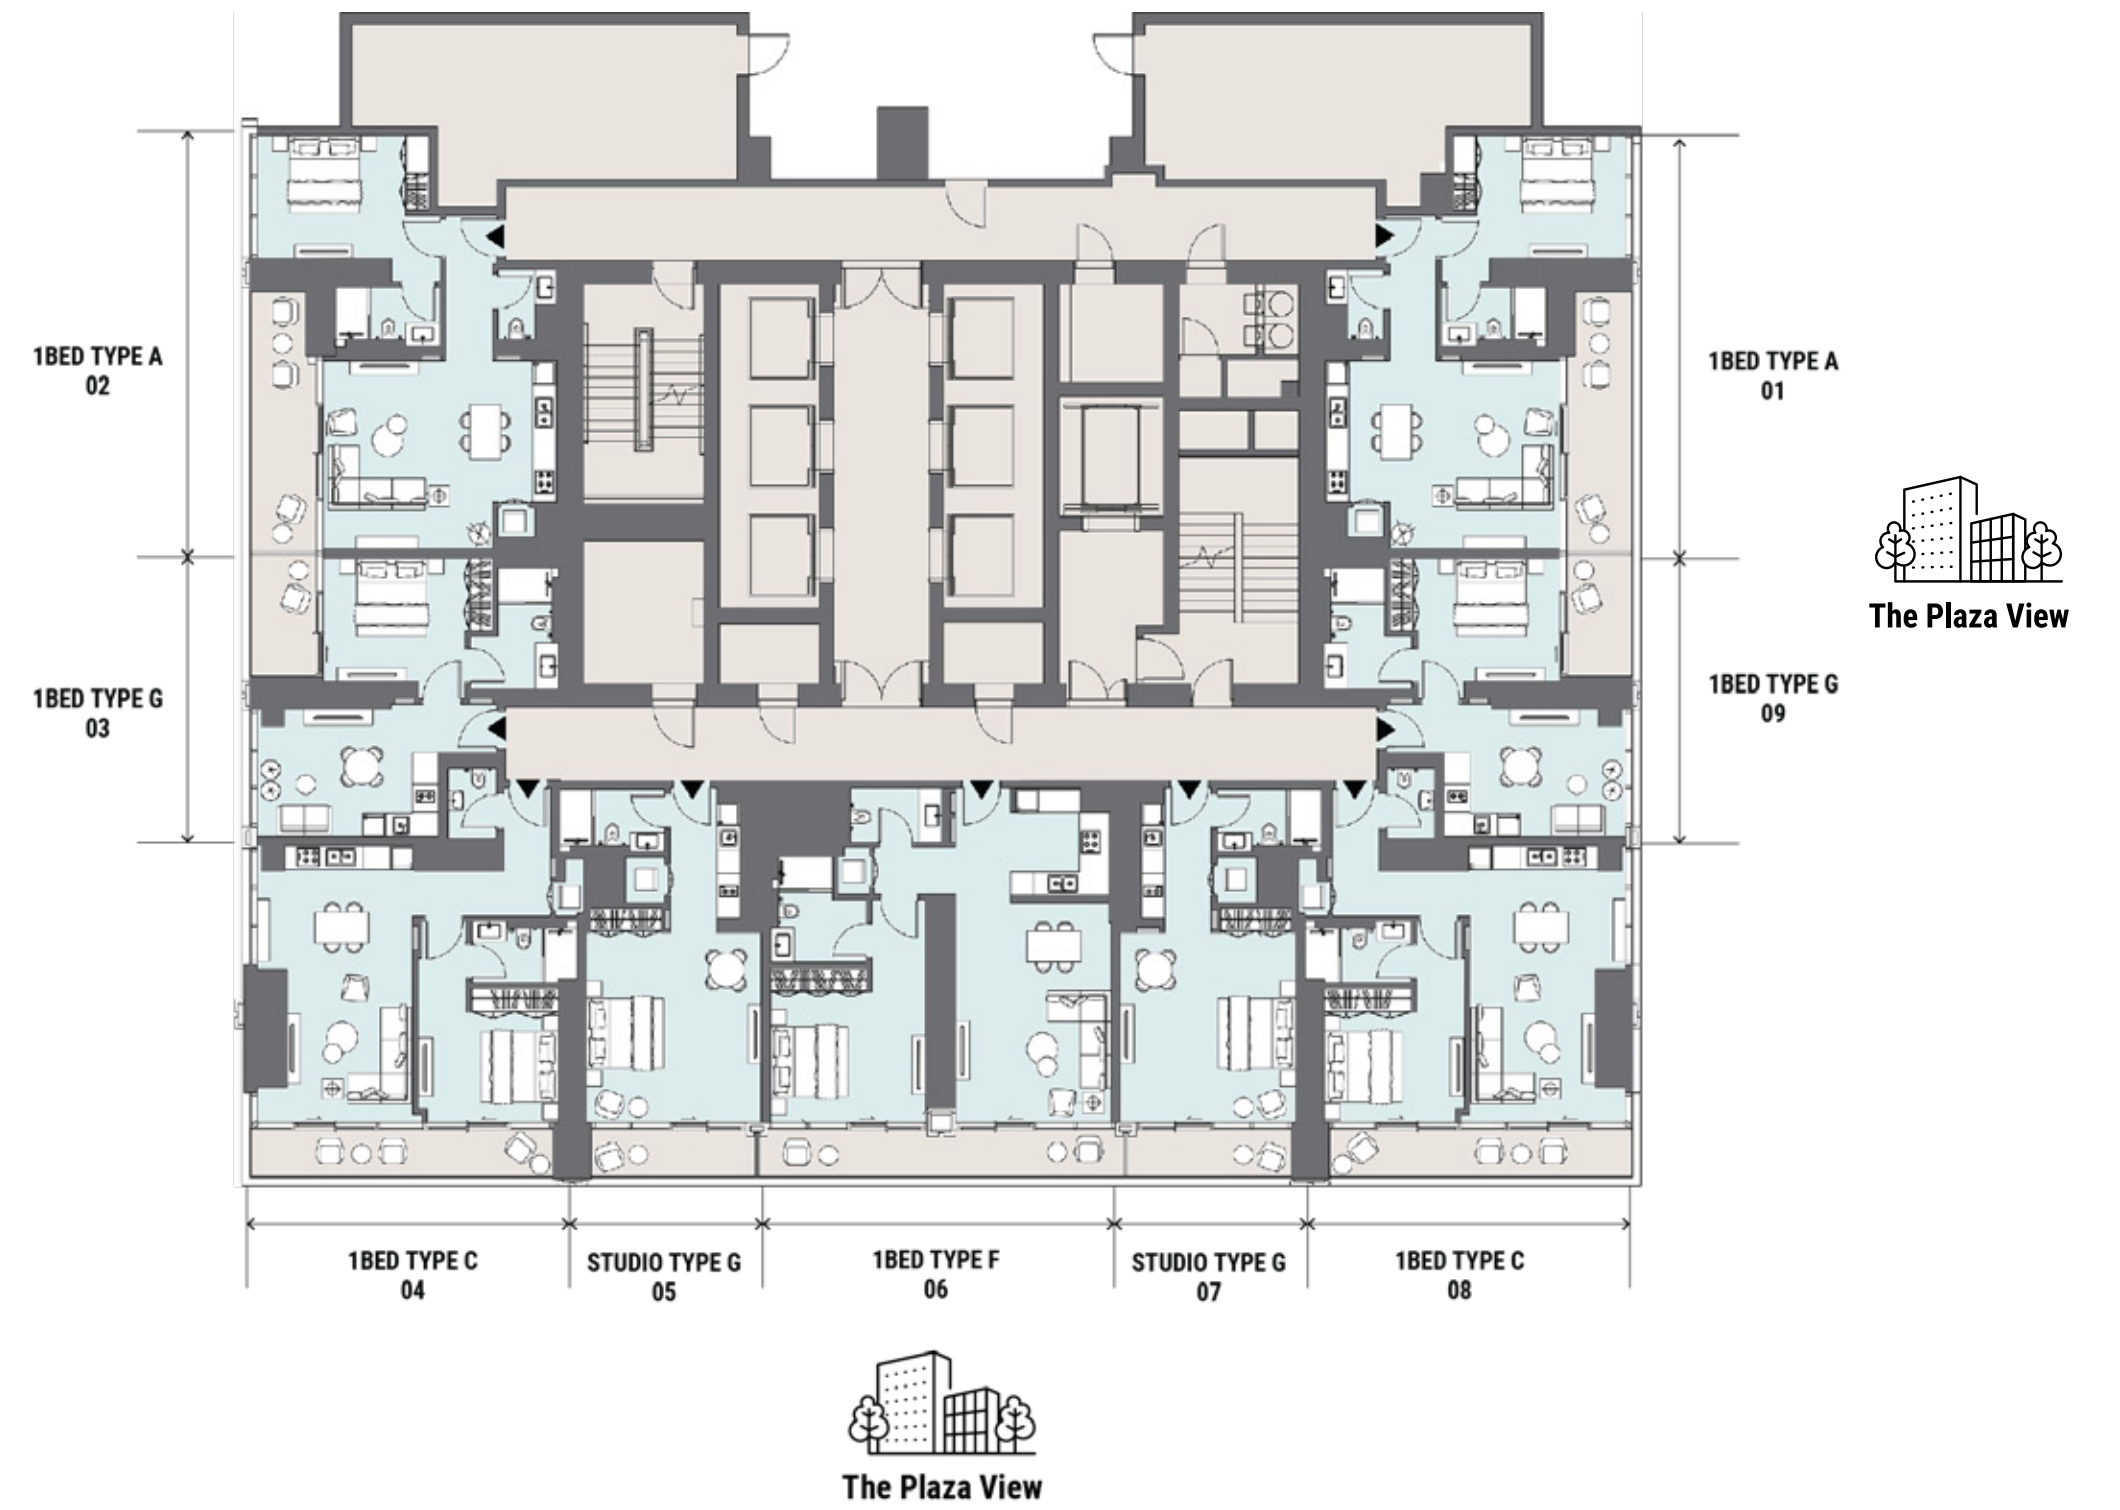 1BED TYPE A
02
1BED TYPE A
01
The Plaza View
1BED TYPE G
03
1BED TYPE G
09
1BED TYPE C
04
STUDIO TYPE G
05
1BED TYPE F
06
STUDIO TYPE G
07
1BED TYPE C
08
The Plaza View